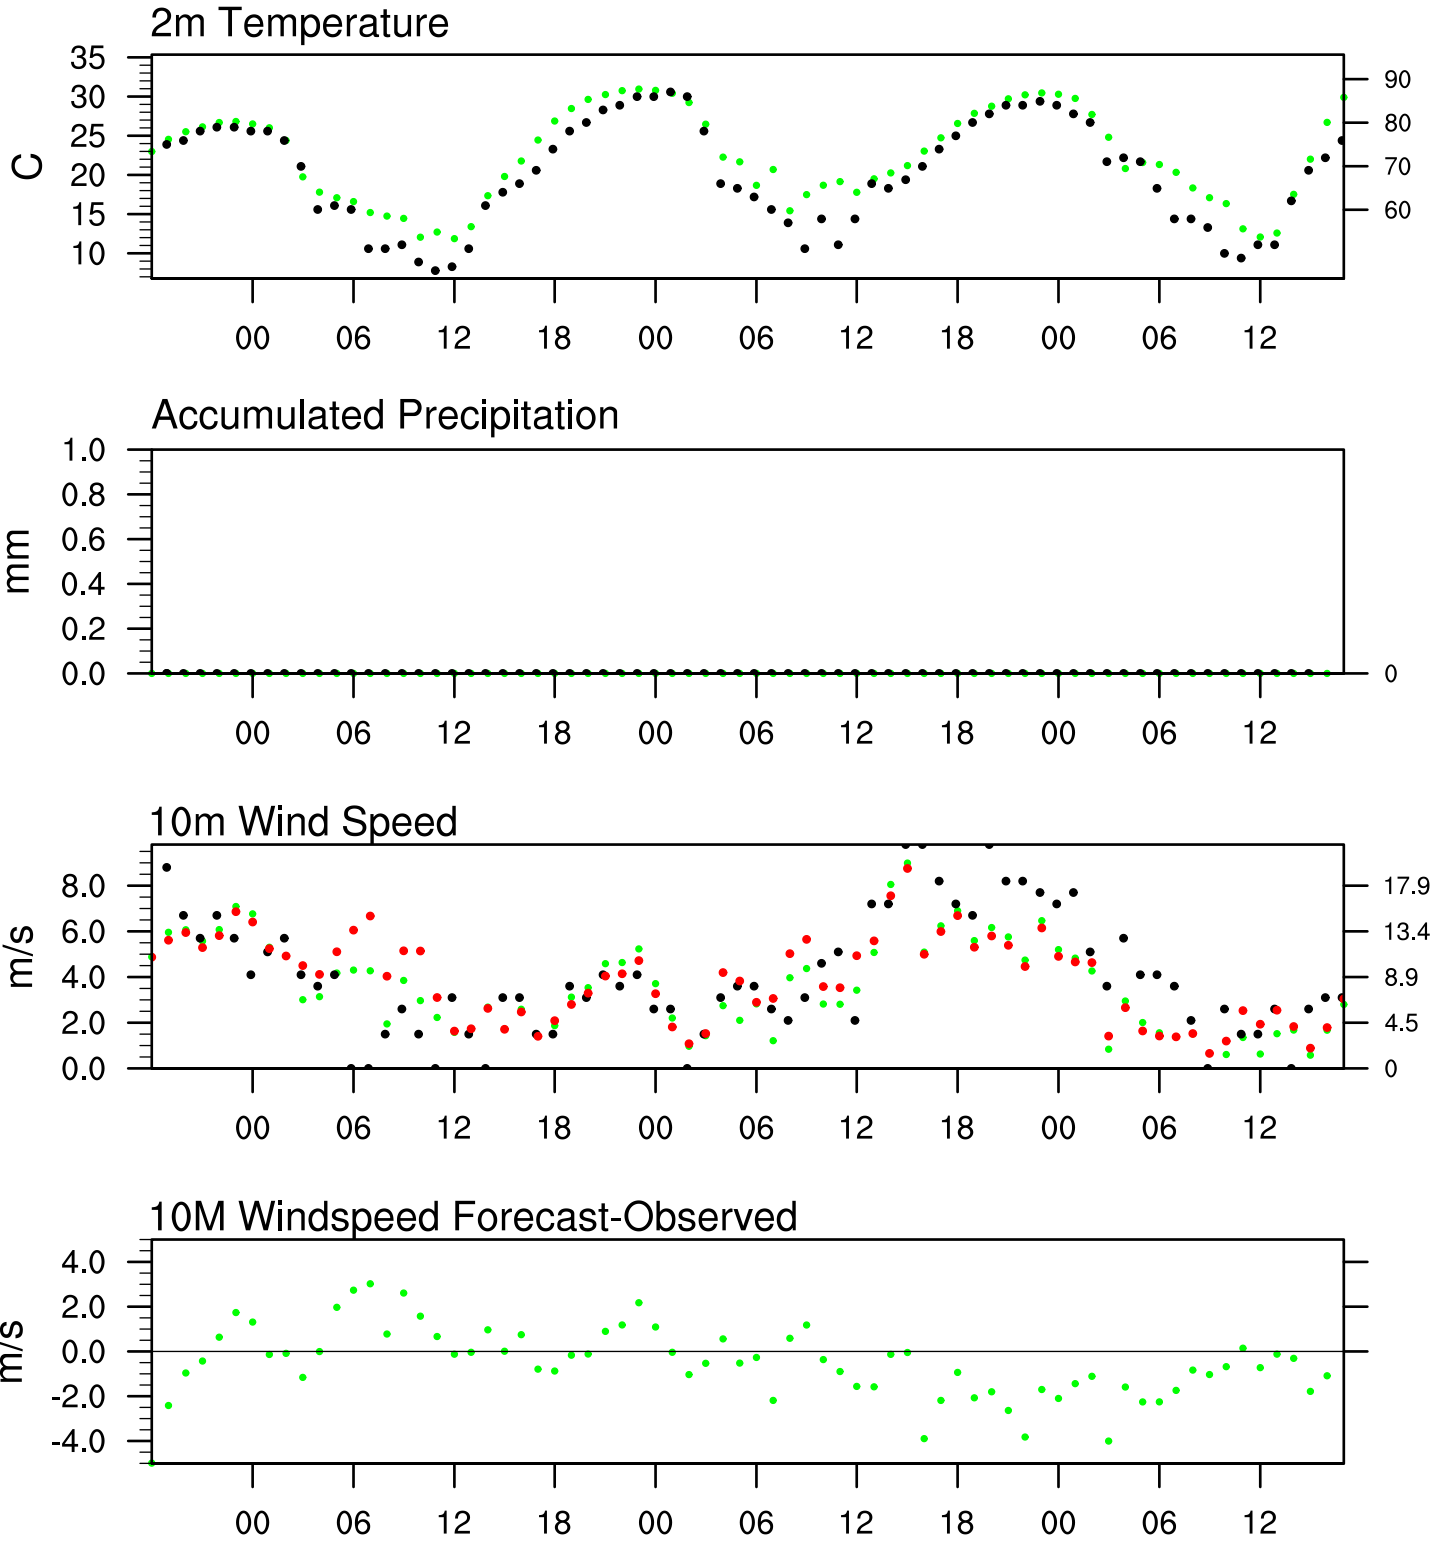 2m Temperature
35
30
25
20
15
10
C
90
80
70
60
00 06 12 18 00 06 12 18 00 06 12
Accumulated Precipitation
1.0
0.8
0.6
0.4
0.2
0.0
mm
0
00 06 12 18 00 06 12 18 00 06 12
10m Wind Speed
8.0
6.0
4.0
2.0
0.0
m/s
17.9
13.4
8.9
4.5
0
00 06 12 18 00 06 12 18 00 06 12
10M Windspeed Forecast-Observed
4.0
2.0
0.0
-2.0
-4.0
m/s
00 06 12 18 00 06 12 18 00 06 12